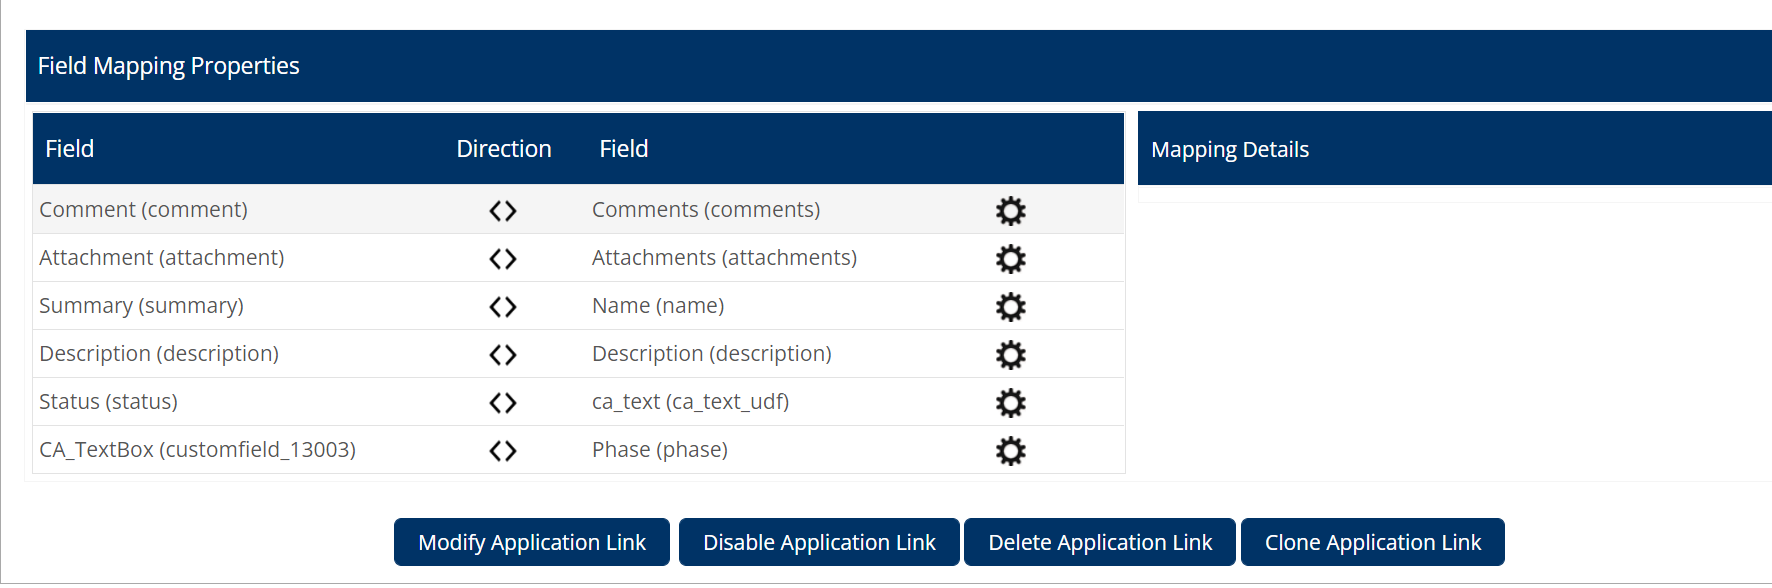 Field Mapping Properties
Field Direction Field
Mapping Details
Comment (comment) Comments (comments)
Attachment (attachment) Attachments (attachments)
Summary (summary) Name (name)
Description (description) Description (description)
Status (status) ca_text (ca_text_udf)
CA_TextBox (customfield_13003) Phase (phase)
Modify Application Link Disable Application Link Delete Application Link Clone Application Link